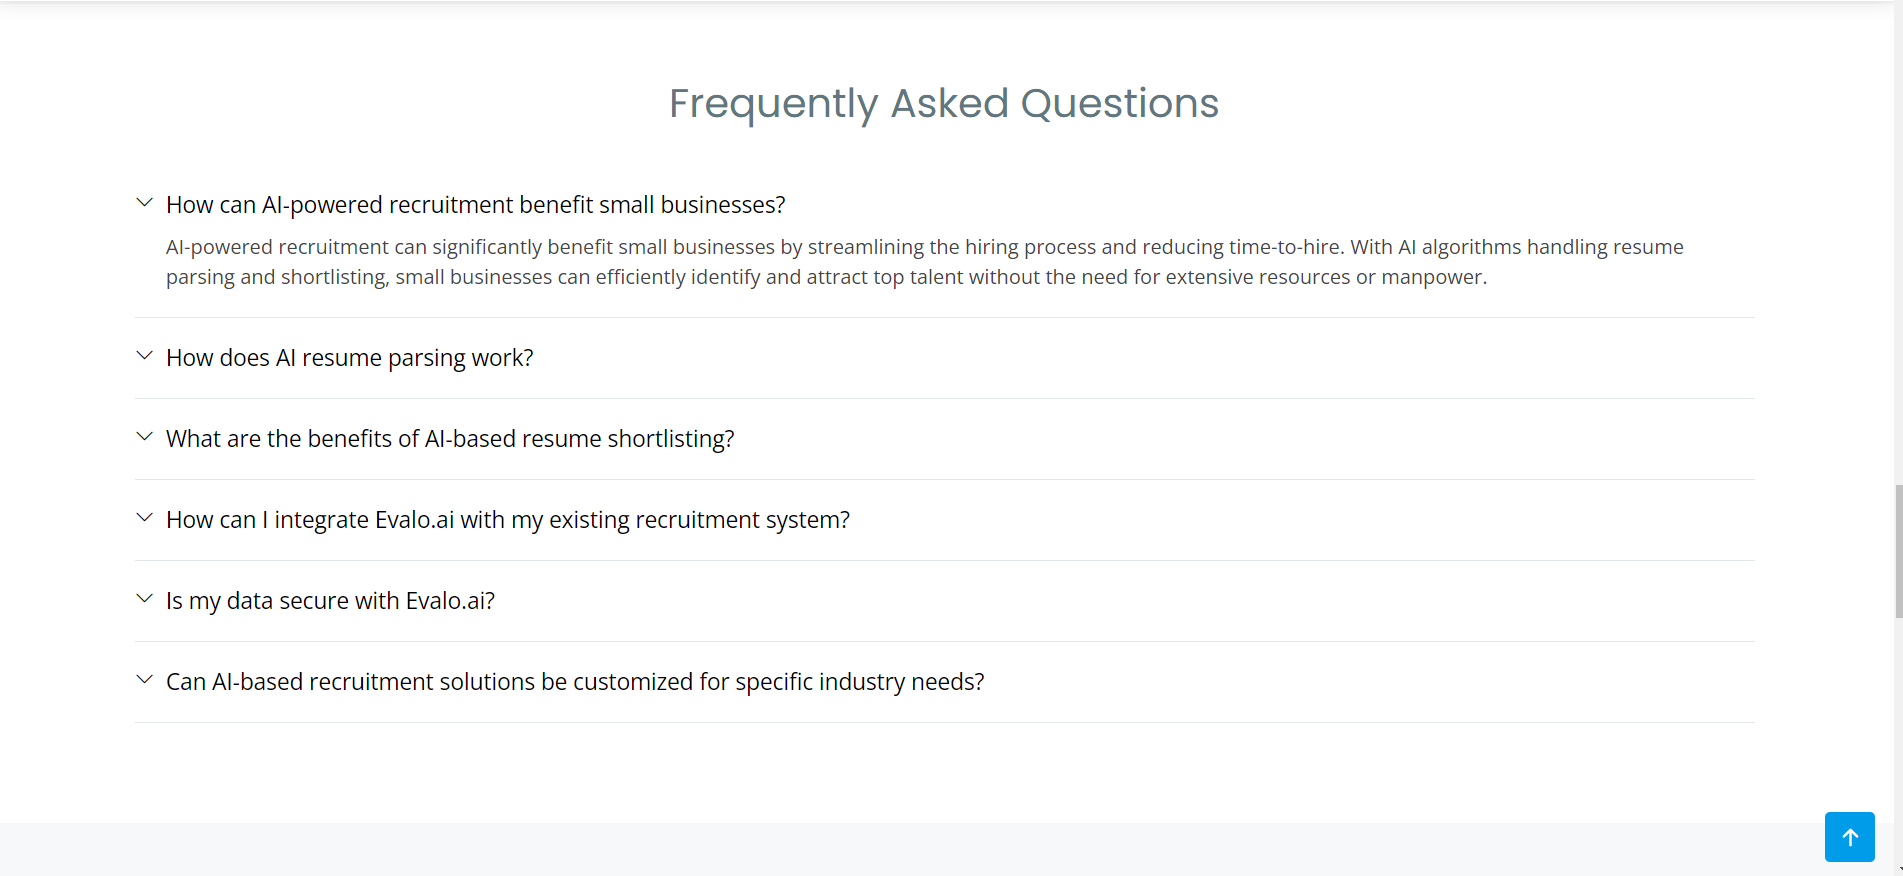 Frequently Asked Questions
How can AI-powered recruitment benefit small businesses?
AI-powered recruitment can significantly benefit small businesses by streamlining the hiring process and reducing time-to-hire. With AI algorithms handling resume
parsing and shortlisting, small businesses can efficiently identify and attract top talent without the need for extensive resources or manpower.
How does AI resume parsing work?
What are the benefits of AI-based resume shortlisting?
How can I integrate Evalo.ai with my existing recruitment system?
Is my data secure with Evalo.ai?
Can AI-based recruitment solutions be customized for specific industry needs?